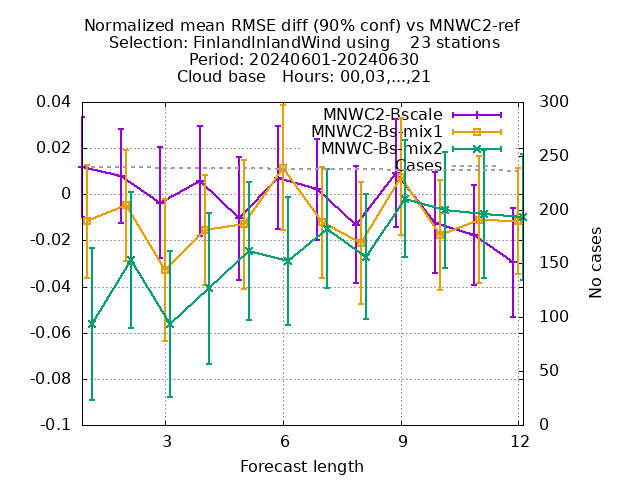 Normalized mean RMSE diff (90% conf) vs MNWC2-ref
Selection: FinlandInlandWind using    23 stations
Period: 20240601-20240630
Cloud base   Hours: 00,03,...,21
MNWC2-Bscale
MNWC2-Bs-mix1
MNWC-Bs-mix2
Cases
0.04
0.02
0
-0.02
-0.04
-0.06
-0.08
-0.1
300
250
200
150
100
50
0
No cases
3
6
9
12
Forecast length